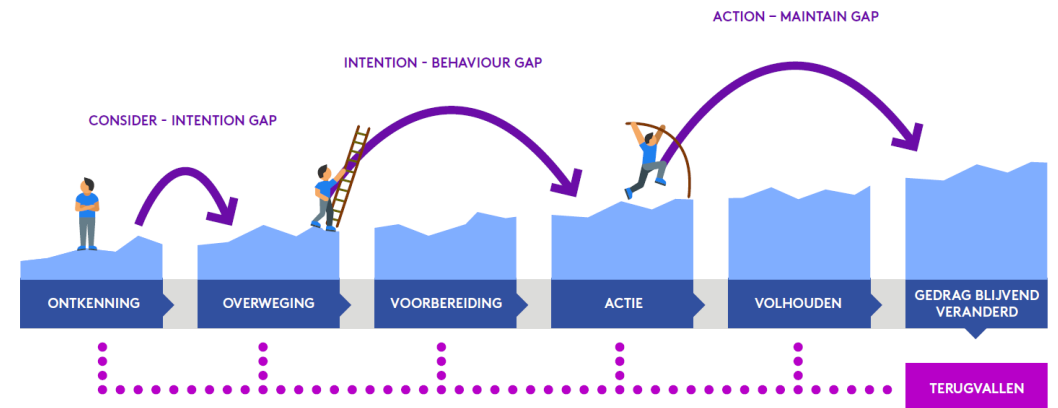 ACTION – MAINTAIN GAP
INTENTION - BEHAVIOUR GAP
CONSIDER - INTENTION GAP
ONTKENNING
OVERWEGING
VOORBEREIDING
ACTIE
VOLHOUDEN
GEDRAG BLIJVEND
VERANDERD
TERUGVALLEN